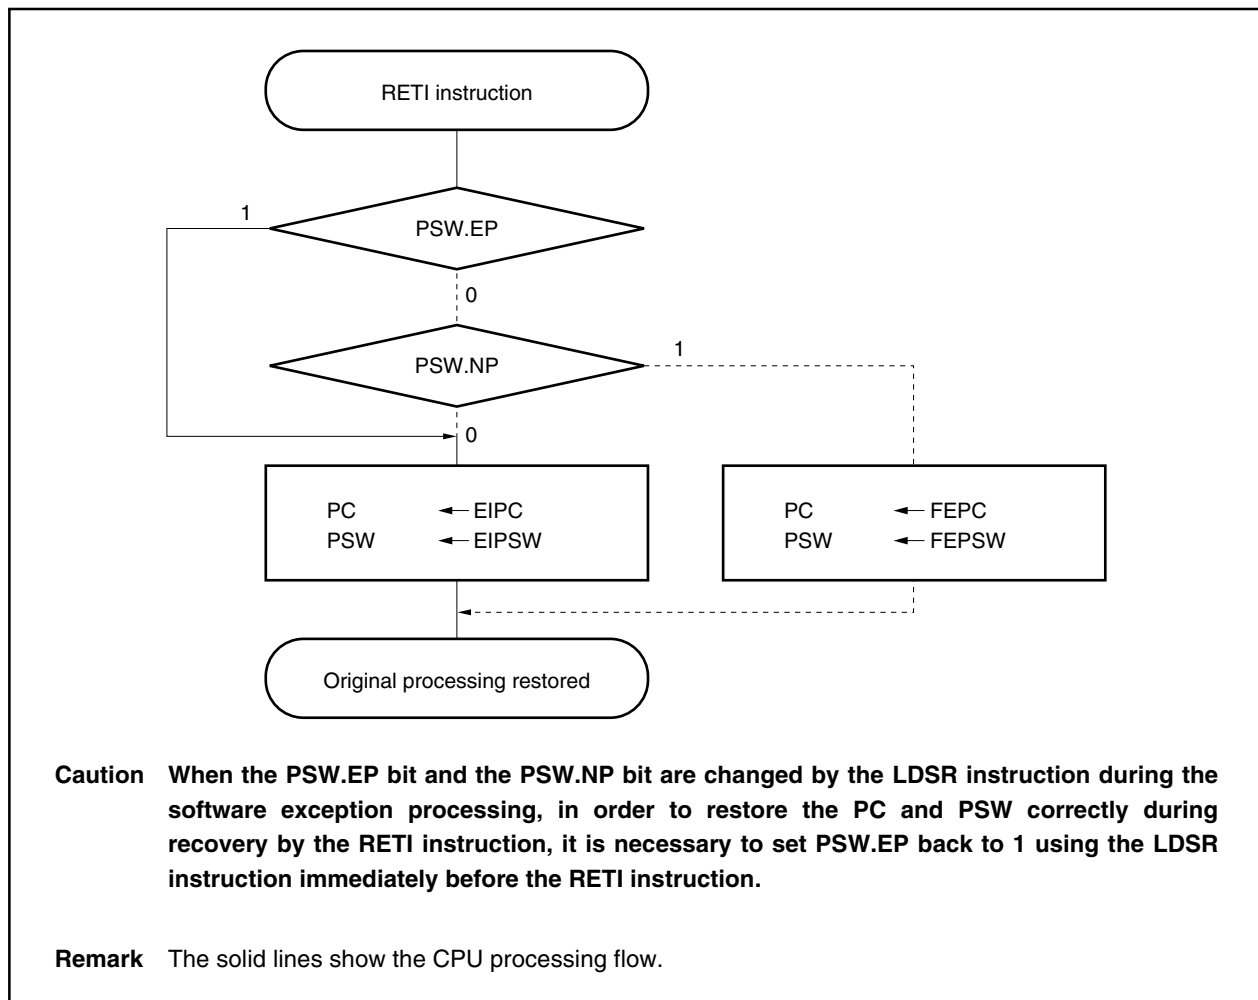 RETI instruction
1
PSW.EP
0
PSW.NP
1
0
PC ← EIPC
PSW ← EIPSW
PC ← FEPC
PSW ← FEPSW
Original processing restored
Caution When the PSW.EP bit and the PSW.NP bit are changed by the LDSR instruction during the
software exception processing, in order to restore the PC and PSW correctly during
recovery by the RETI instruction, it is necessary to set PSW.EP back to 1 using the LDSR
instruction immediately before the RETI instruction.
Remark The solid lines show the CPU processing flow.